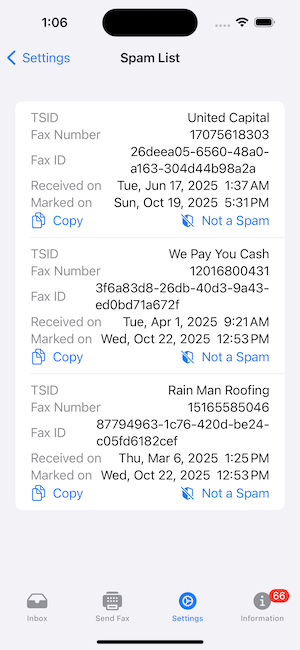 1:06
Settings
Spam List
TSID United Capital
Fax Number 17075618303
Fax ID 26deea05-6560-48a0-
a163-304d44b98a2a
Received on Tue, Jun 17, 2025 1:37 AM
Marked on Sun, Oct 19, 2025 5:31 PM
Copy Not a Spam
TSID We Pay You Cash
Fax Number 12016800431
Fax ID 3f6a83d8-26db-40d3-9a43-
ed0bd71a672f
Received on Tue, Apr 1, 2025 9:21 AM
Marked on Wed, Oct 22, 2025 12:53 PM
Copy Not a Spam
TSID Rain Man Roofing
Fax Number 15165585046
Fax ID 87794963-1c76-420d-be24-
c05fd6182cef
Received on Thu, Mar 6, 2025 1:25 PM
Marked on Wed, Oct 22, 2025 12:53 PM
Copy Not a Spam
66
Inbox Send Fax Settings Information